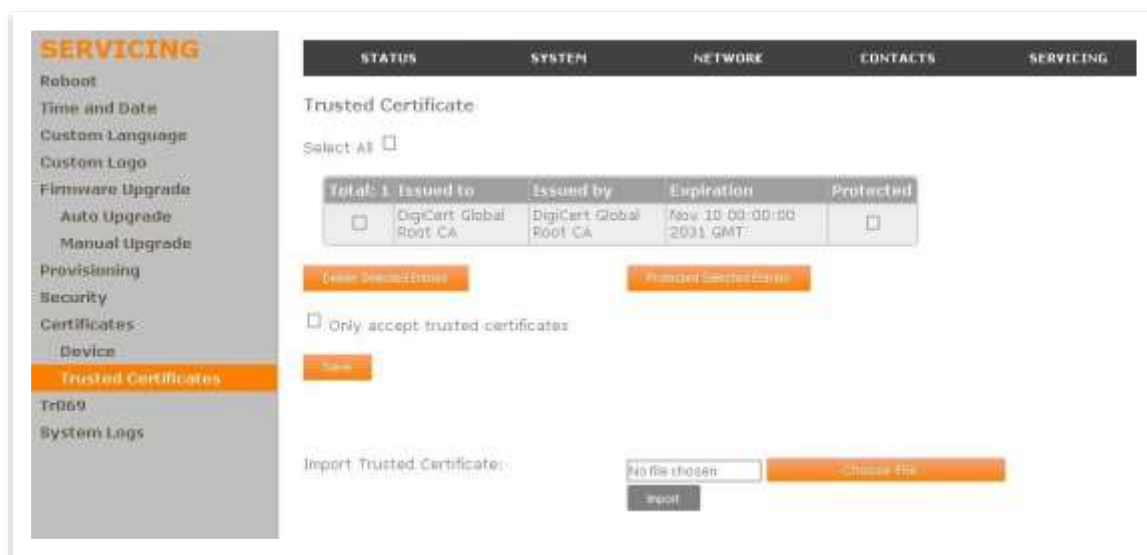 SERVICING
Reboot
Time and Date
Custom Language
Custom Logo
Firmware Upgrade
Auto Upgrade
Manual Upgrade
Provisioning
Security
Certificates
Device
Trusted Certificates
Tr069
System Logs
STATUS SYSTEM NETWORK CONTACTS SERVICING
Trusted Certificate
Select All
Total: 1 Issued to Issued by Expiration Protected
DigiCert Global DigiCert Global Nov 10 00:00:00
Root CA Root CA 2031 GMT
Delete Selected Entries Protected Selected Entries
Only accept trusted certificates
Save
Import Trusted Certificate: No file chosen Choose File
Import